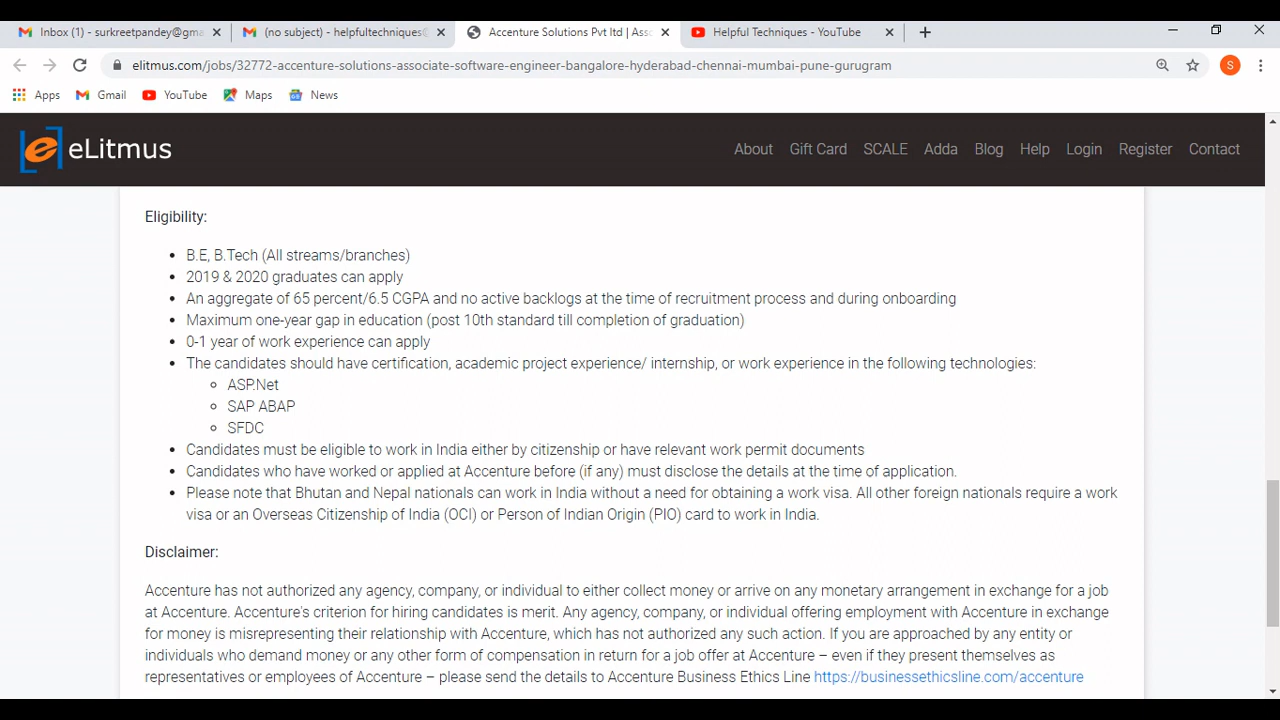 Inbox (1) - surkreetpandey@gma
(no subject) - helpfultechniques@
Accenture Solutions Pvt ltd | Asso
Helpful Techniques - YouTube
elitmus.com/jobs/32772-accenture-solutions-associate-software-engineer-bangalore-hyderabad-chennai-mumbai-pune-gurugram
S
Apps
Gmail
YouTube
Maps
News
eLitmus
About
Gift Card
SCALE
Adda
Blog
Help
Login
Register
Contact
Eligibility:
B.E, B.Tech (All streams/branches)
2019 & 2020 graduates can apply
An aggregate of 65 percent/6.5 CGPA and no active backlogs at the time of recruitment process and during onboarding
Maximum one-year gap in education (post 10th standard till completion of graduation)
0-1 year of work experience can apply
The candidates should have certification, academic project experience/ internship, or work experience in the following technologies:
ASP.Net
SAP ABAP
SFDC
Candidates must be eligible to work in India either by citizenship or have relevant work permit documents
Candidates who have worked or applied at Accenture before (if any) must disclose the details at the time of application.
Please note that Bhutan and Nepal nationals can work in India without a need for obtaining a work visa. All other foreign nationals require a work
visa or an Overseas Citizenship of India (OCI) or Person of Indian Origin (PIO) card to work in India.
Disclaimer:
Accenture has not authorized any agency, company, or individual to either collect money or arrive on any monetary arrangement in exchange for a job
at Accenture. Accenture's criterion for hiring candidates is merit. Any agency, company, or individual offering employment with Accenture in exchange
for money is misrepresenting their relationship with Accenture, which has not authorized any such action. If you are approached by any entity or
individuals who demand money or any other form of compensation in return for a job offer at Accenture – even if they present themselves as
representatives or employees of Accenture – please send the details to Accenture Business Ethics Line https://businessethicsline.com/accenture